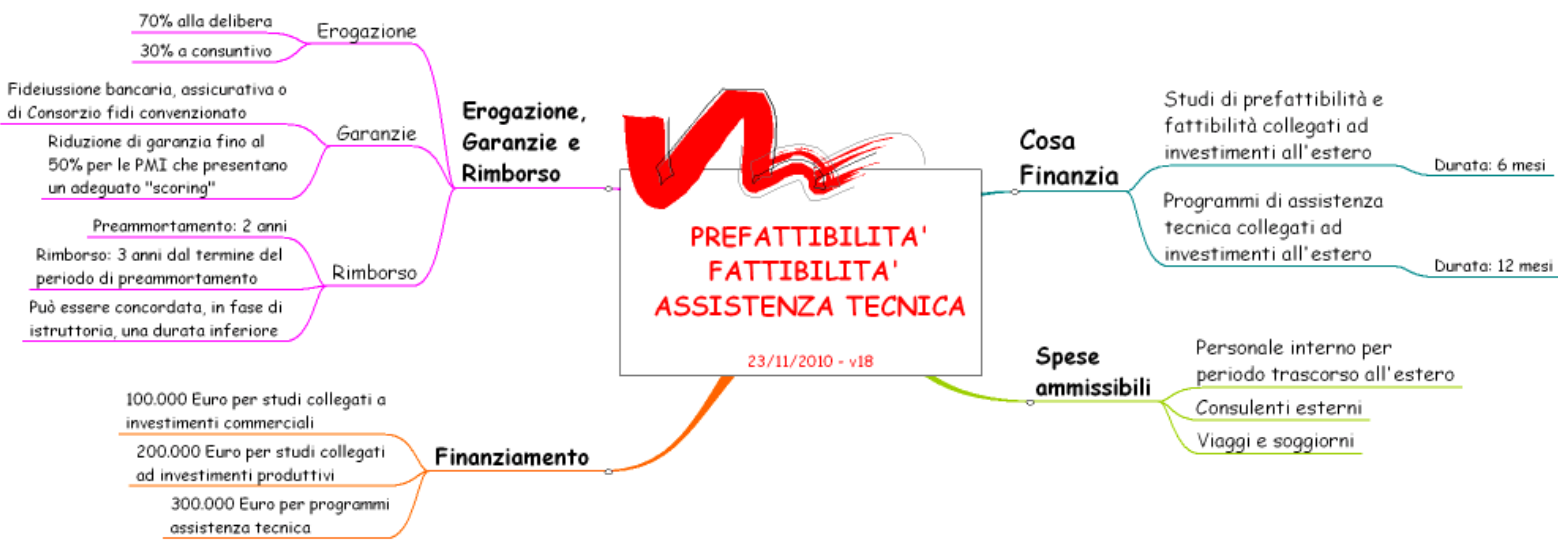 70% alla delibera
30% a consuntivo
Erogazione
Fideiussione bancaria, assicurativa o
di Consorzio fidi convenzionato
Riduzione di garanzia fino al
50% per le PMI che presentano
un adeguato "scoring"
Garanzie
Preammortamento: 2 anni
Rimborso: 3 anni dal termine del
periodo di preammortamento
Può essere concordata, in fase di
istruttoria, una durata inferiore
Rimborso
Erogazione,
Garanzie e
Rimborso
100.000 Euro per studi collegati a
investimenti commerciali
200.000 Euro per studi collegati
ad investimenti produttivi
300.000 Euro per programmi
assistenza tecnica
Finanziamento
PREFATTIBILITA'
FATTIBILITA'
ASSISTENZA TECNICA
23/11/2010 - v18
Cosa
Finanzia
Studi di prefattibilità e
fattibilità collegati ad
investimenti all'estero
Durata: 6 mesi
Programmi di assistenza
tecnica collegati ad
investimenti all'estero
Durata: 12 mesi
Spese
ammissibili
Personale interno per
periodo trascorso all'estero
Consulenti esterni
Viaggi e soggiorni